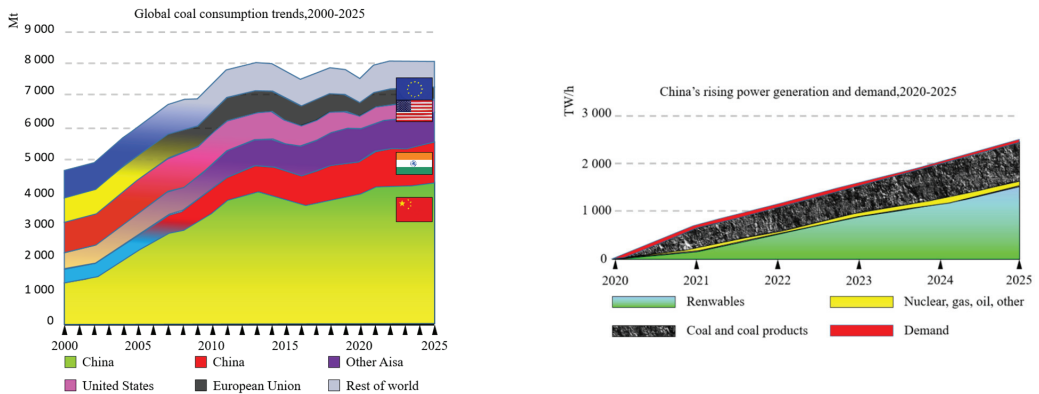 Global coal consumption trends,2000-2025
Mt
9 000
8 000
7 000
6 000
5 000
4 000
3 000
2 000
1 000
0
2000 2005 2010 2015 2020 2025
China China Other Aisa
United States European Union Rest of world
China's rising power generation and demand,2020-2025
TW/h
3 000
2 000
1 000
0
2020 2021 2022 2023 2024 2025
Renwables Nuclear, gas, oil, other
Coal and coal products Demand